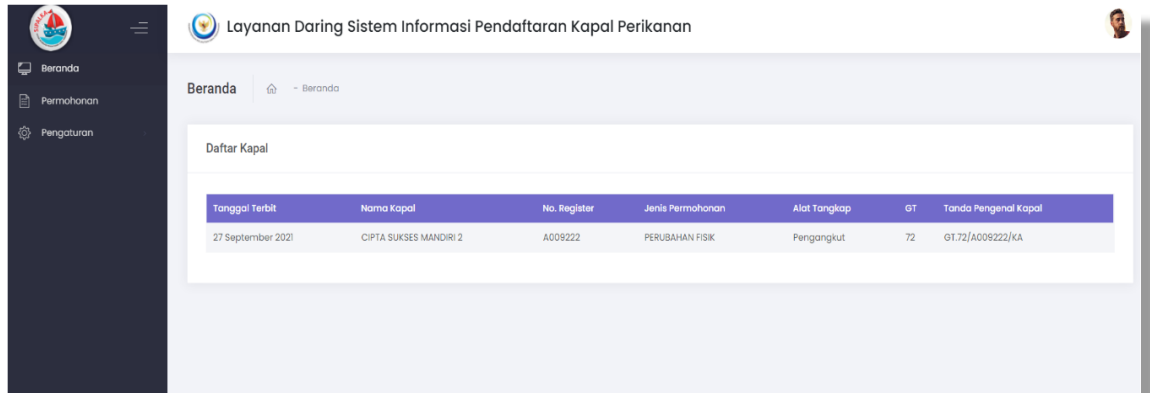 Layanan Daring Sistem Informasi Pendaftaran Kapal Perikanan
Beranda
Permohonan
Pengaturan
Beranda - Beranda
Daftar Kapal
Tanggal Terbit Nama Kapal No. Register Jenis Permohonan Alat Tangkap GT Tanda Pengenal Kapal
27 September 2021 CIPTA SUKSES MANDIRI 2 A009222 PERUBAHAN FISIK Pengangkut 72 GT.72/A009222/KA